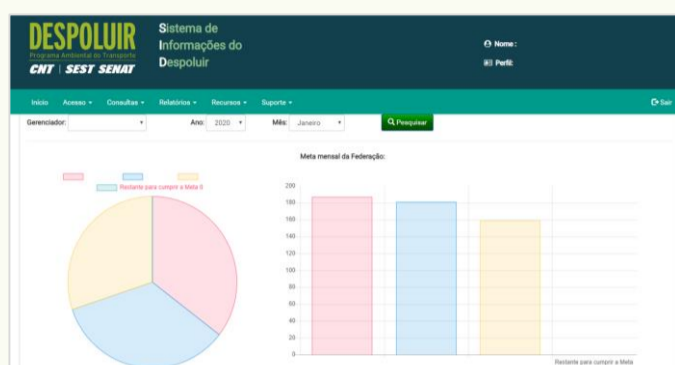 DESPOLUIR
Programa Ambiental do Transporte
CNT | SEST SENAT
Sistema de
Informações do
Despoluir
Nome:
Perfil:
Início Acesso Consultas Relatórios Recursos Suporte Sair
Gerenciador: Ano: 2020 Mês: Janeiro Pesquisar
Meta mensal da Federação:
Restante para cumprir a Meta 0
200
180
160
140
120
100
80
60
40
20
0
Restante para cumprir a Meta